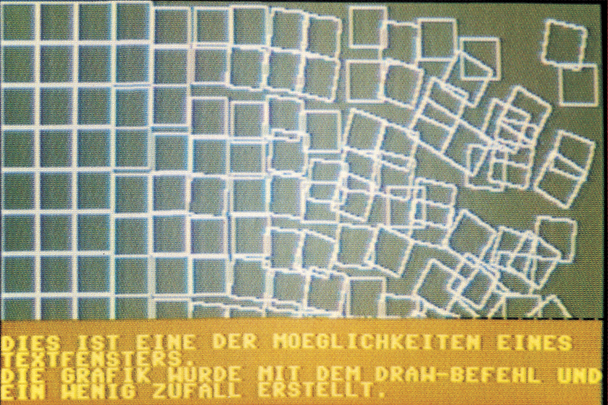 DIES IST EINE DER MOEGLICHKEITEN EINES
TEXTFENSTERS.
DIE GRAFIK WURDE MIT DEM DRAW-BEFEHL UND
EIN WENIG ZUFALL ERSTELLT.